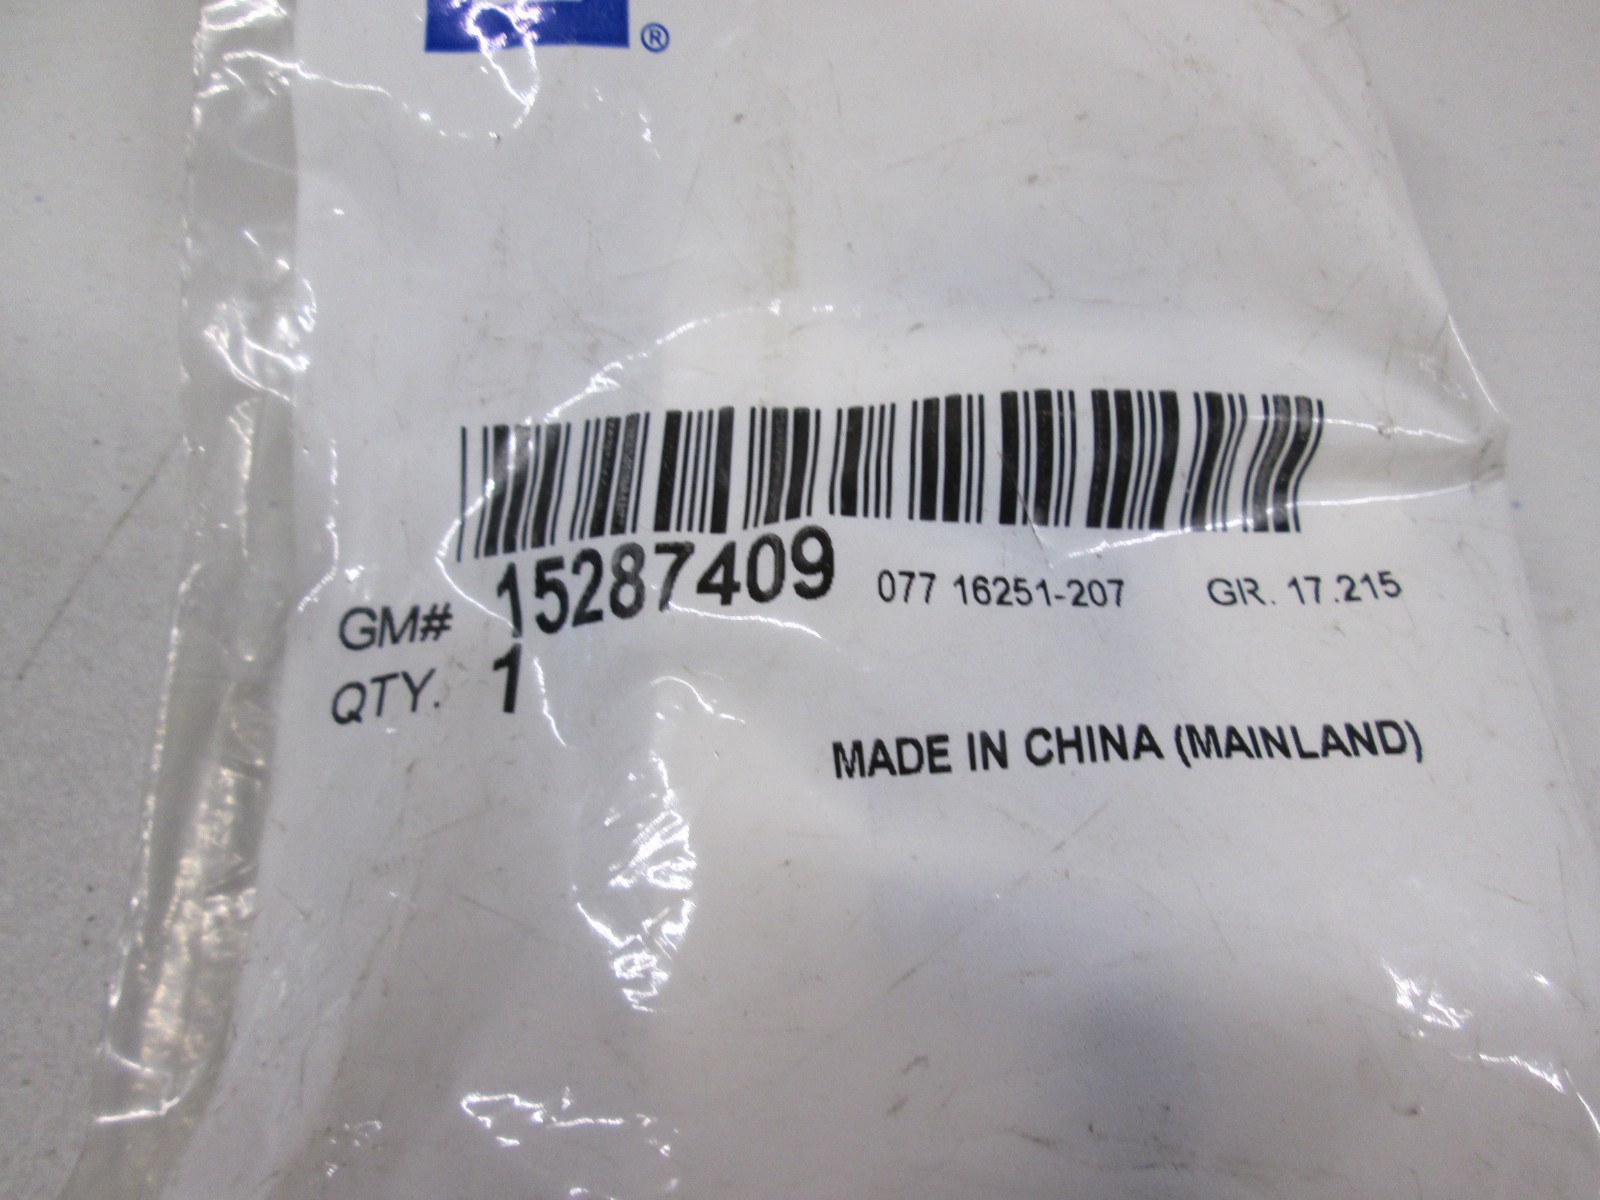 ®
GM# 15287409 077 16251-207 GR. 17.215
QTY. 1
MADE IN CHINA (MAINLAND)